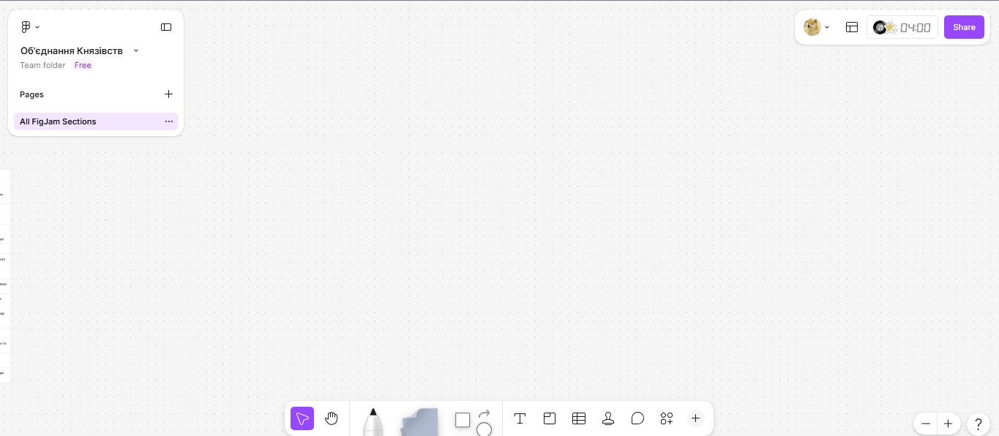 Об'єднання Князівств
Team folder Free
Pages
All FigJam Sections
04:00
Share
T
?